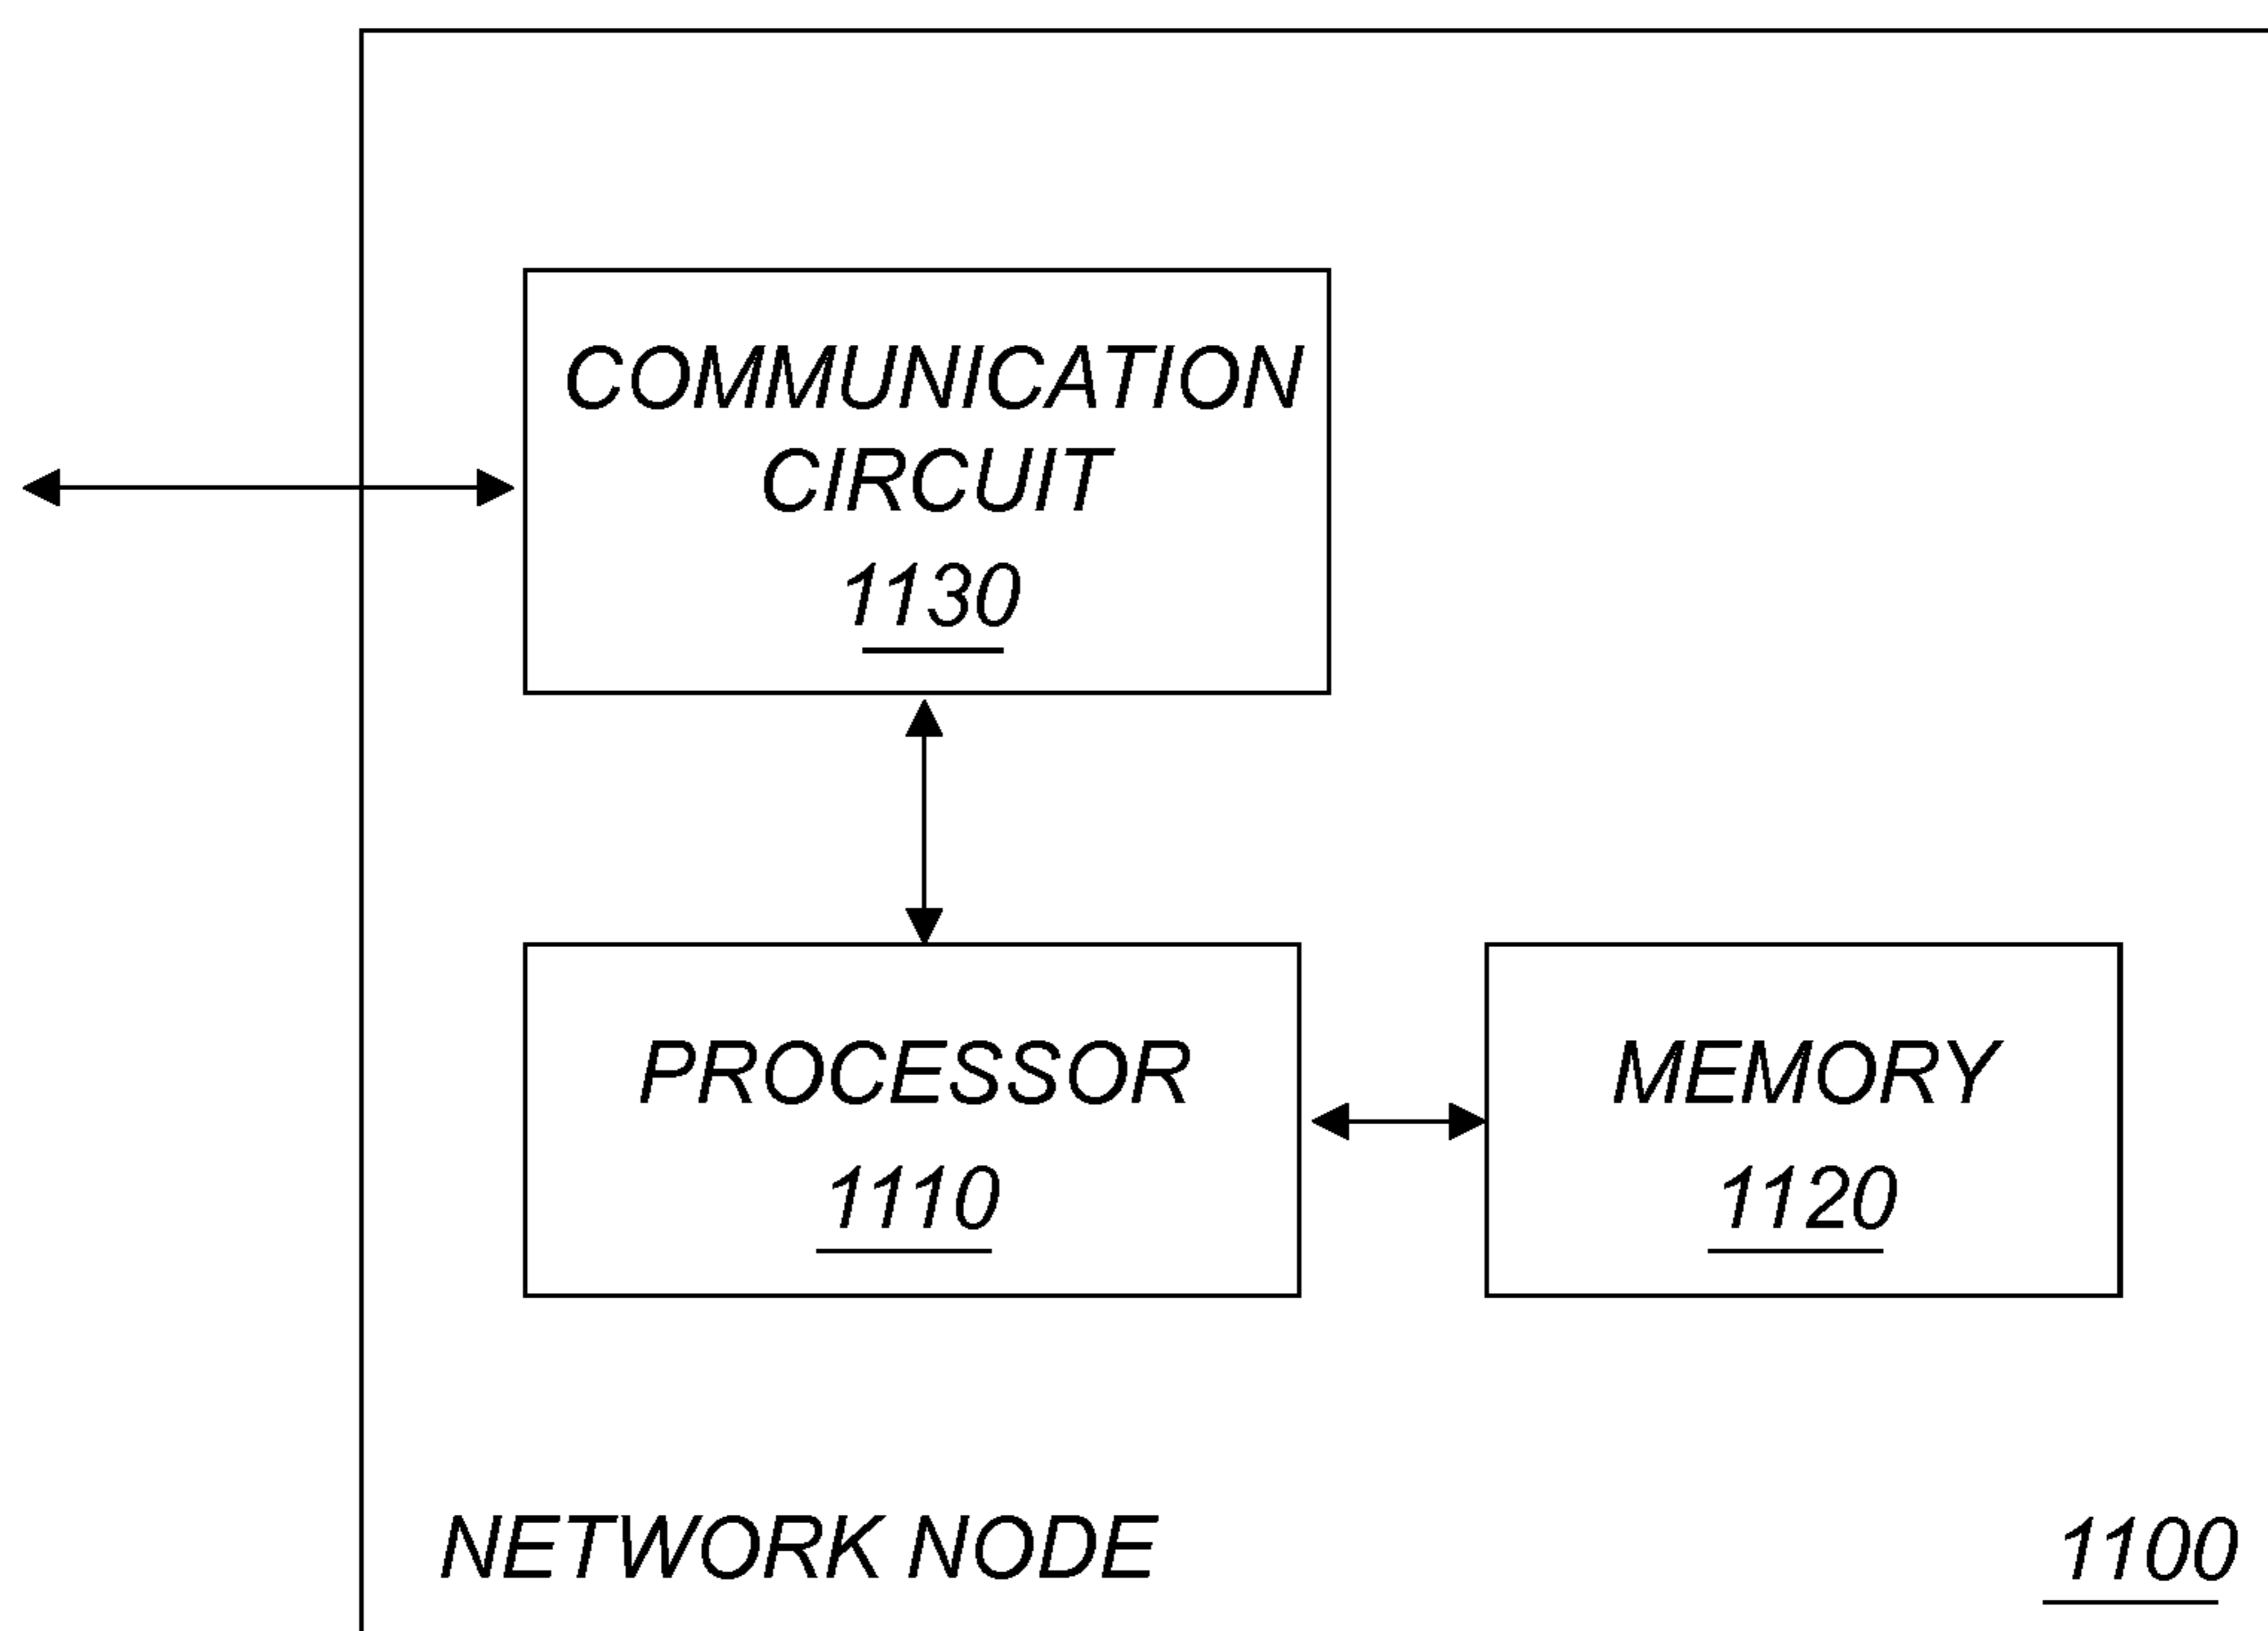 COMMUNICATION
CIRCUIT
1130
PROCESSOR
1110
MEMORY
1120
NETWORK NODE
1100